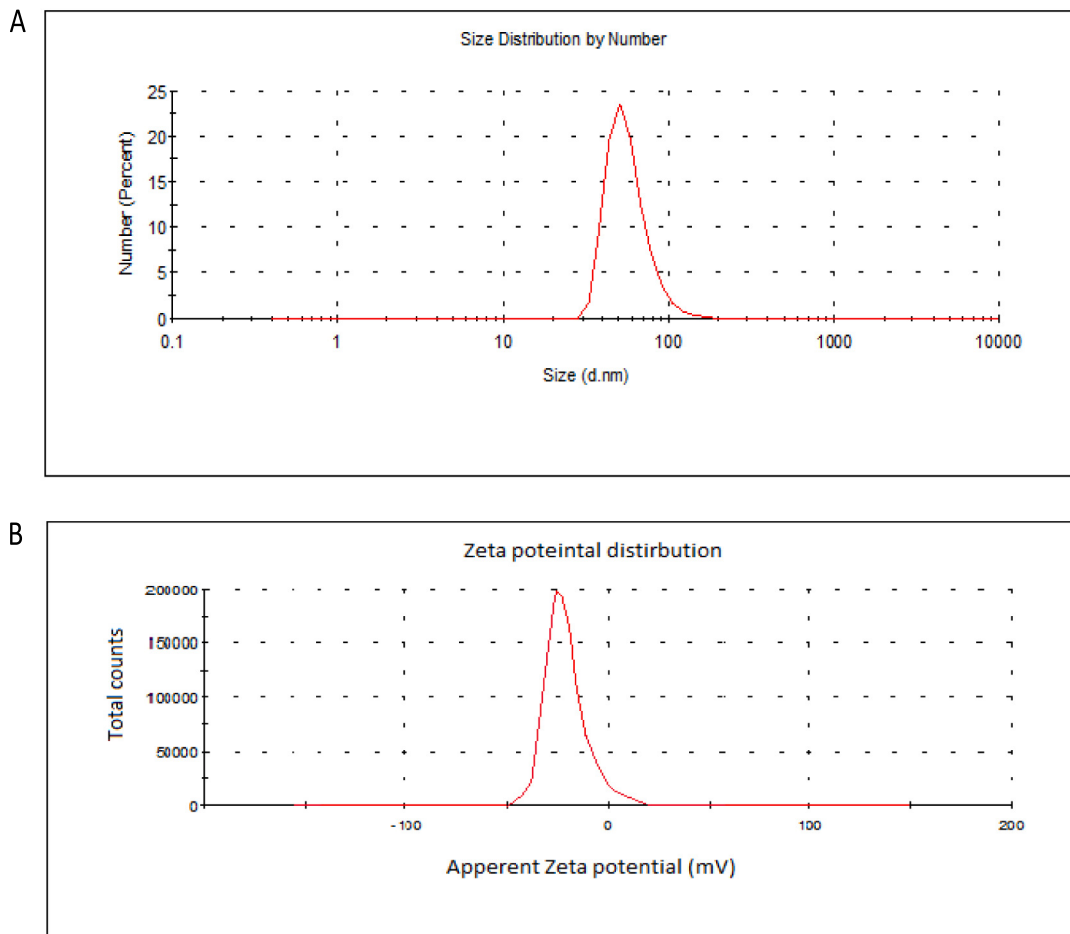 A
Size Distribution by Number
25
20
15
10
5
0
Number (Percent)
0.1 1 10 100 1000 10000
Size (d.nm)
B
Zeta poteintal distirbution
200000
150000
100000
50000
0
Total counts
-100 0 100 200
Apperent Zeta potential (mV)